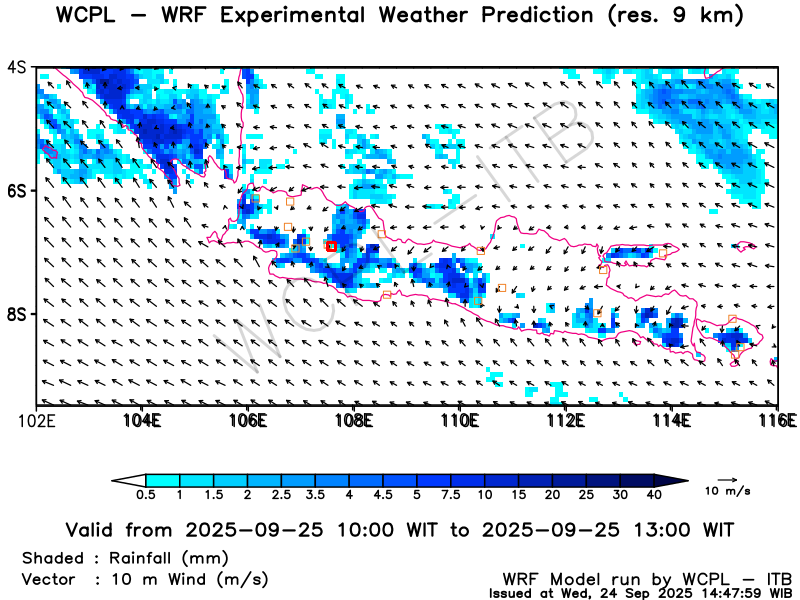 WCPL – WRF Experimental Weather Prediction (res. 9 km)
4S
6S
8S
WCPL–ITB
102E 104E 106E 108E 110E 112E 114E 116E
0.5 1 1.5 2 2.5 3.5 4 4.5 5 7.5 10 15 20 25 30 40
10 m/s
Valid from 2025–09–25 10:00 WIT to 2025–09–25 13:00 WIT
Shaded : Rainfall (mm)
Vector : 10 m Wind (m/s)
WRF Model run by WCPL – ITB
Issued at Wed, 24 Sep 2025 14:47:59 WIB